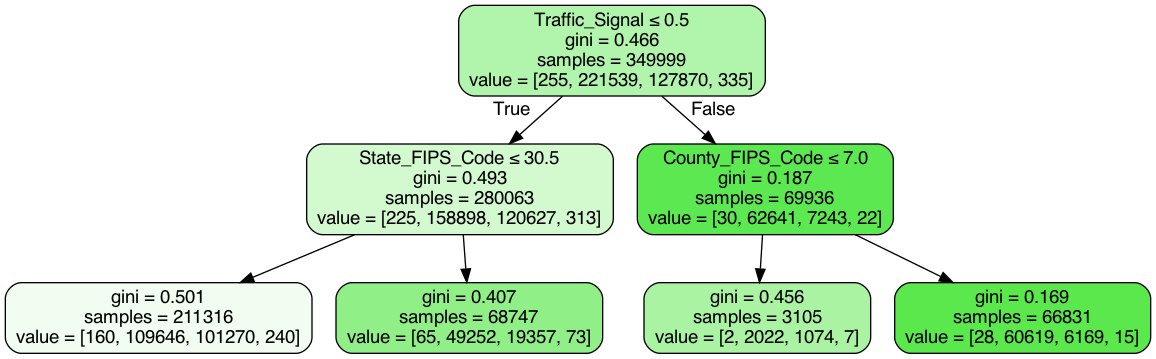 Traffic_Signal ≤ 0.5
gini = 0.466
samples = 349999
value = [255, 221539, 127870, 335]
True
False
State_FIPS_Code ≤ 30.5
gini = 0.493
samples = 280063
value = [225, 158898, 120627, 313]
County_FIPS_Code ≤ 7.0
gini = 0.187
samples = 69936
value = [30, 62641, 7243, 22]
gini = 0.501
samples = 211316
value = [160, 109646, 101270, 240]
gini = 0.407
samples = 68747
value = [65, 49252, 19357, 73]
gini = 0.456
samples = 3105
value = [2, 2022, 1074, 7]
gini = 0.169
samples = 66831
value = [28, 60619, 6169, 15]